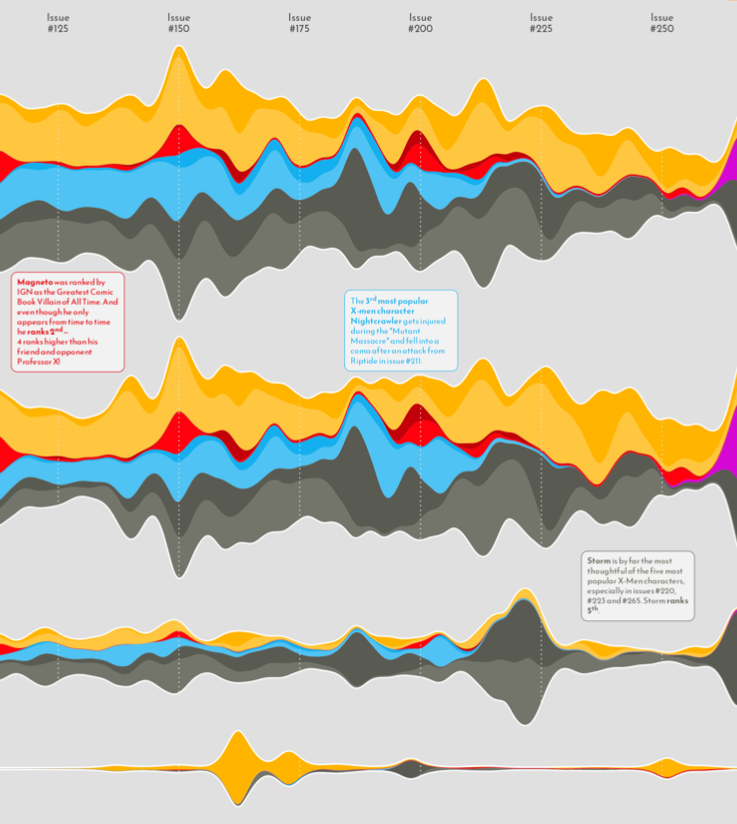 Issue Issue Issue Issue Issue Issue
#125 #150 #175 #200 #225 #250
Magneto was ranked by
IGN as the Greatest Comic
Book Villain of All Time. And
even though he only
appears from time to time
he ranks 2nd –
4 ranks higher than his
friend and opponent
Professor X!
The 3rd most popular
X-men character
Nightcrawler gets injured
during the "Mutant
Massacre" and fell into a
coma after an attack from
Riptide in issue #211.
Storm is by far the most
thoughtful of the five most
popular X-Men characters,
especially in issues #220,
#223 and #265. Storm ranks
5th.